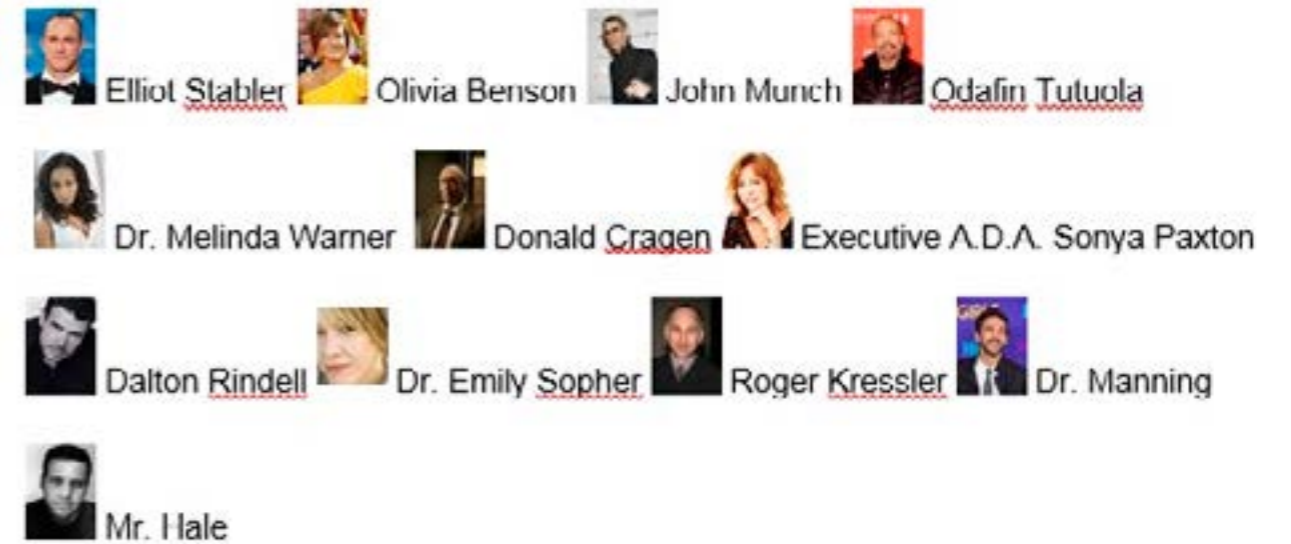 Elliot Stabler Olivia Benson John Munch Odafin Tutuola
Dr. Melinda Warner Donald Cragen Executive A.D.A. Sonya Paxton
Dalton Rindell Dr. Emily Sopher Roger Kressler Dr. Manning
Mr. Hale